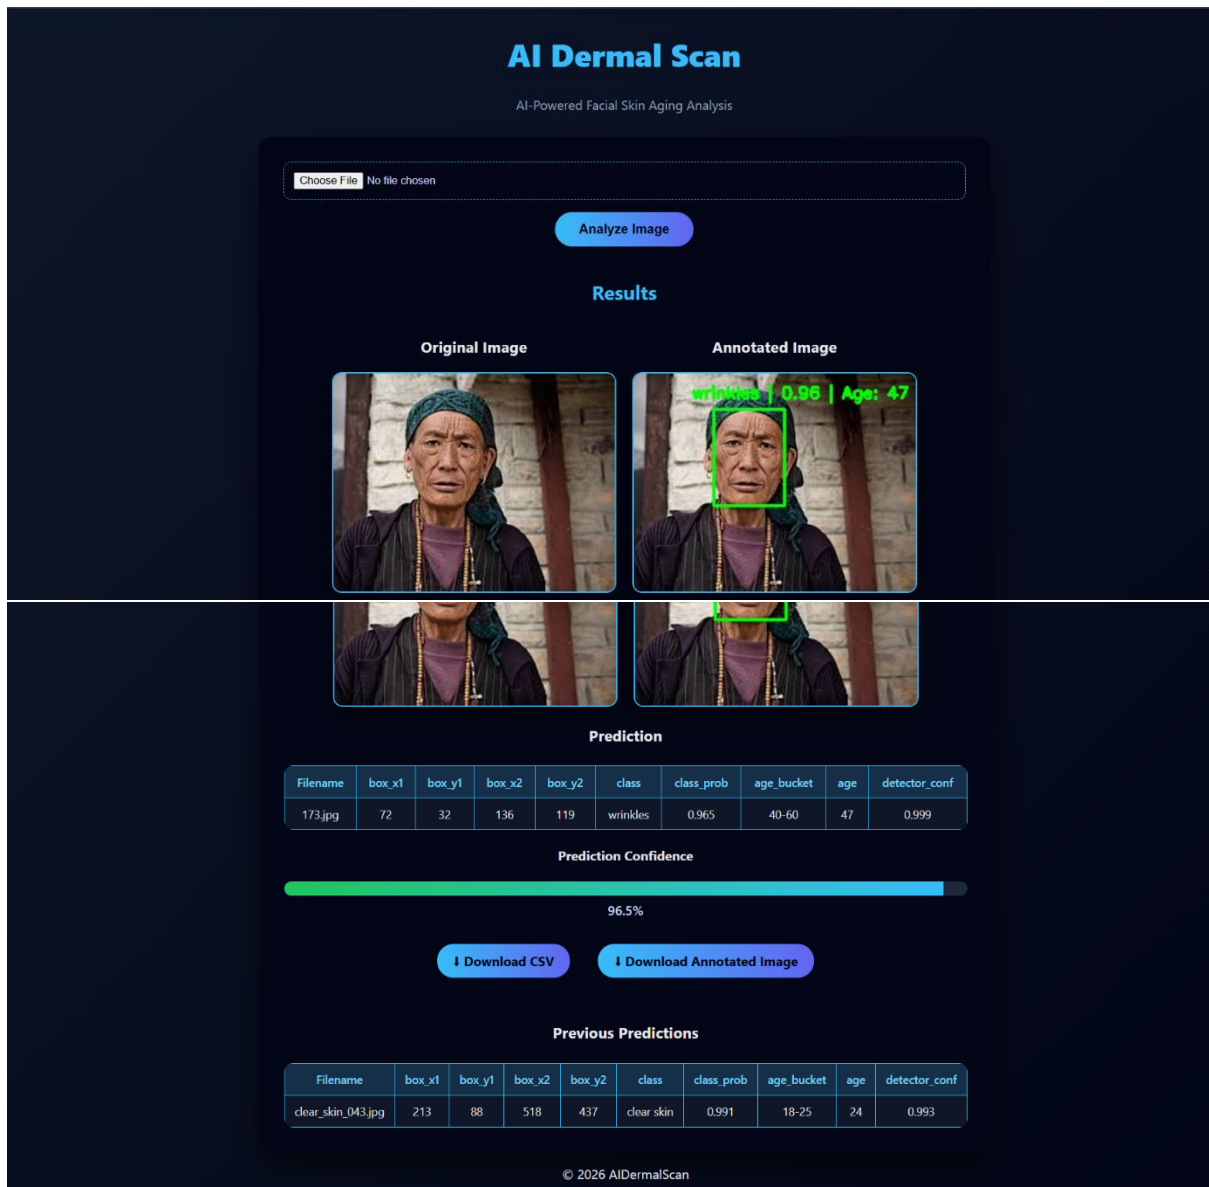 AI Dermal Scan
AI-Powered Facial Skin Aging Analysis
Choose File No file chosen
Analyze Image
Results
Original Image
Annotated Image
wrinkles | 0.96 | Age: 47
Prediction
Filename box_x1 box_y1 box_x2 box_y2 class class_prob age_bucket age detector_conf
173.jpg 72 32 136 119 wrinkles 0.965 40-60 47 0.999
Prediction Confidence
96.5%
⬇ Download CSV ⬇ Download Annotated Image
Previous Predictions
Filename box_x1 box_y1 box_x2 box_y2 class class_prob age_bucket age detector_conf
clear_skin_043.jpg 213 88 518 437 clear skin 0.991 18-25 24 0.993
© 2026 AIDermalScan